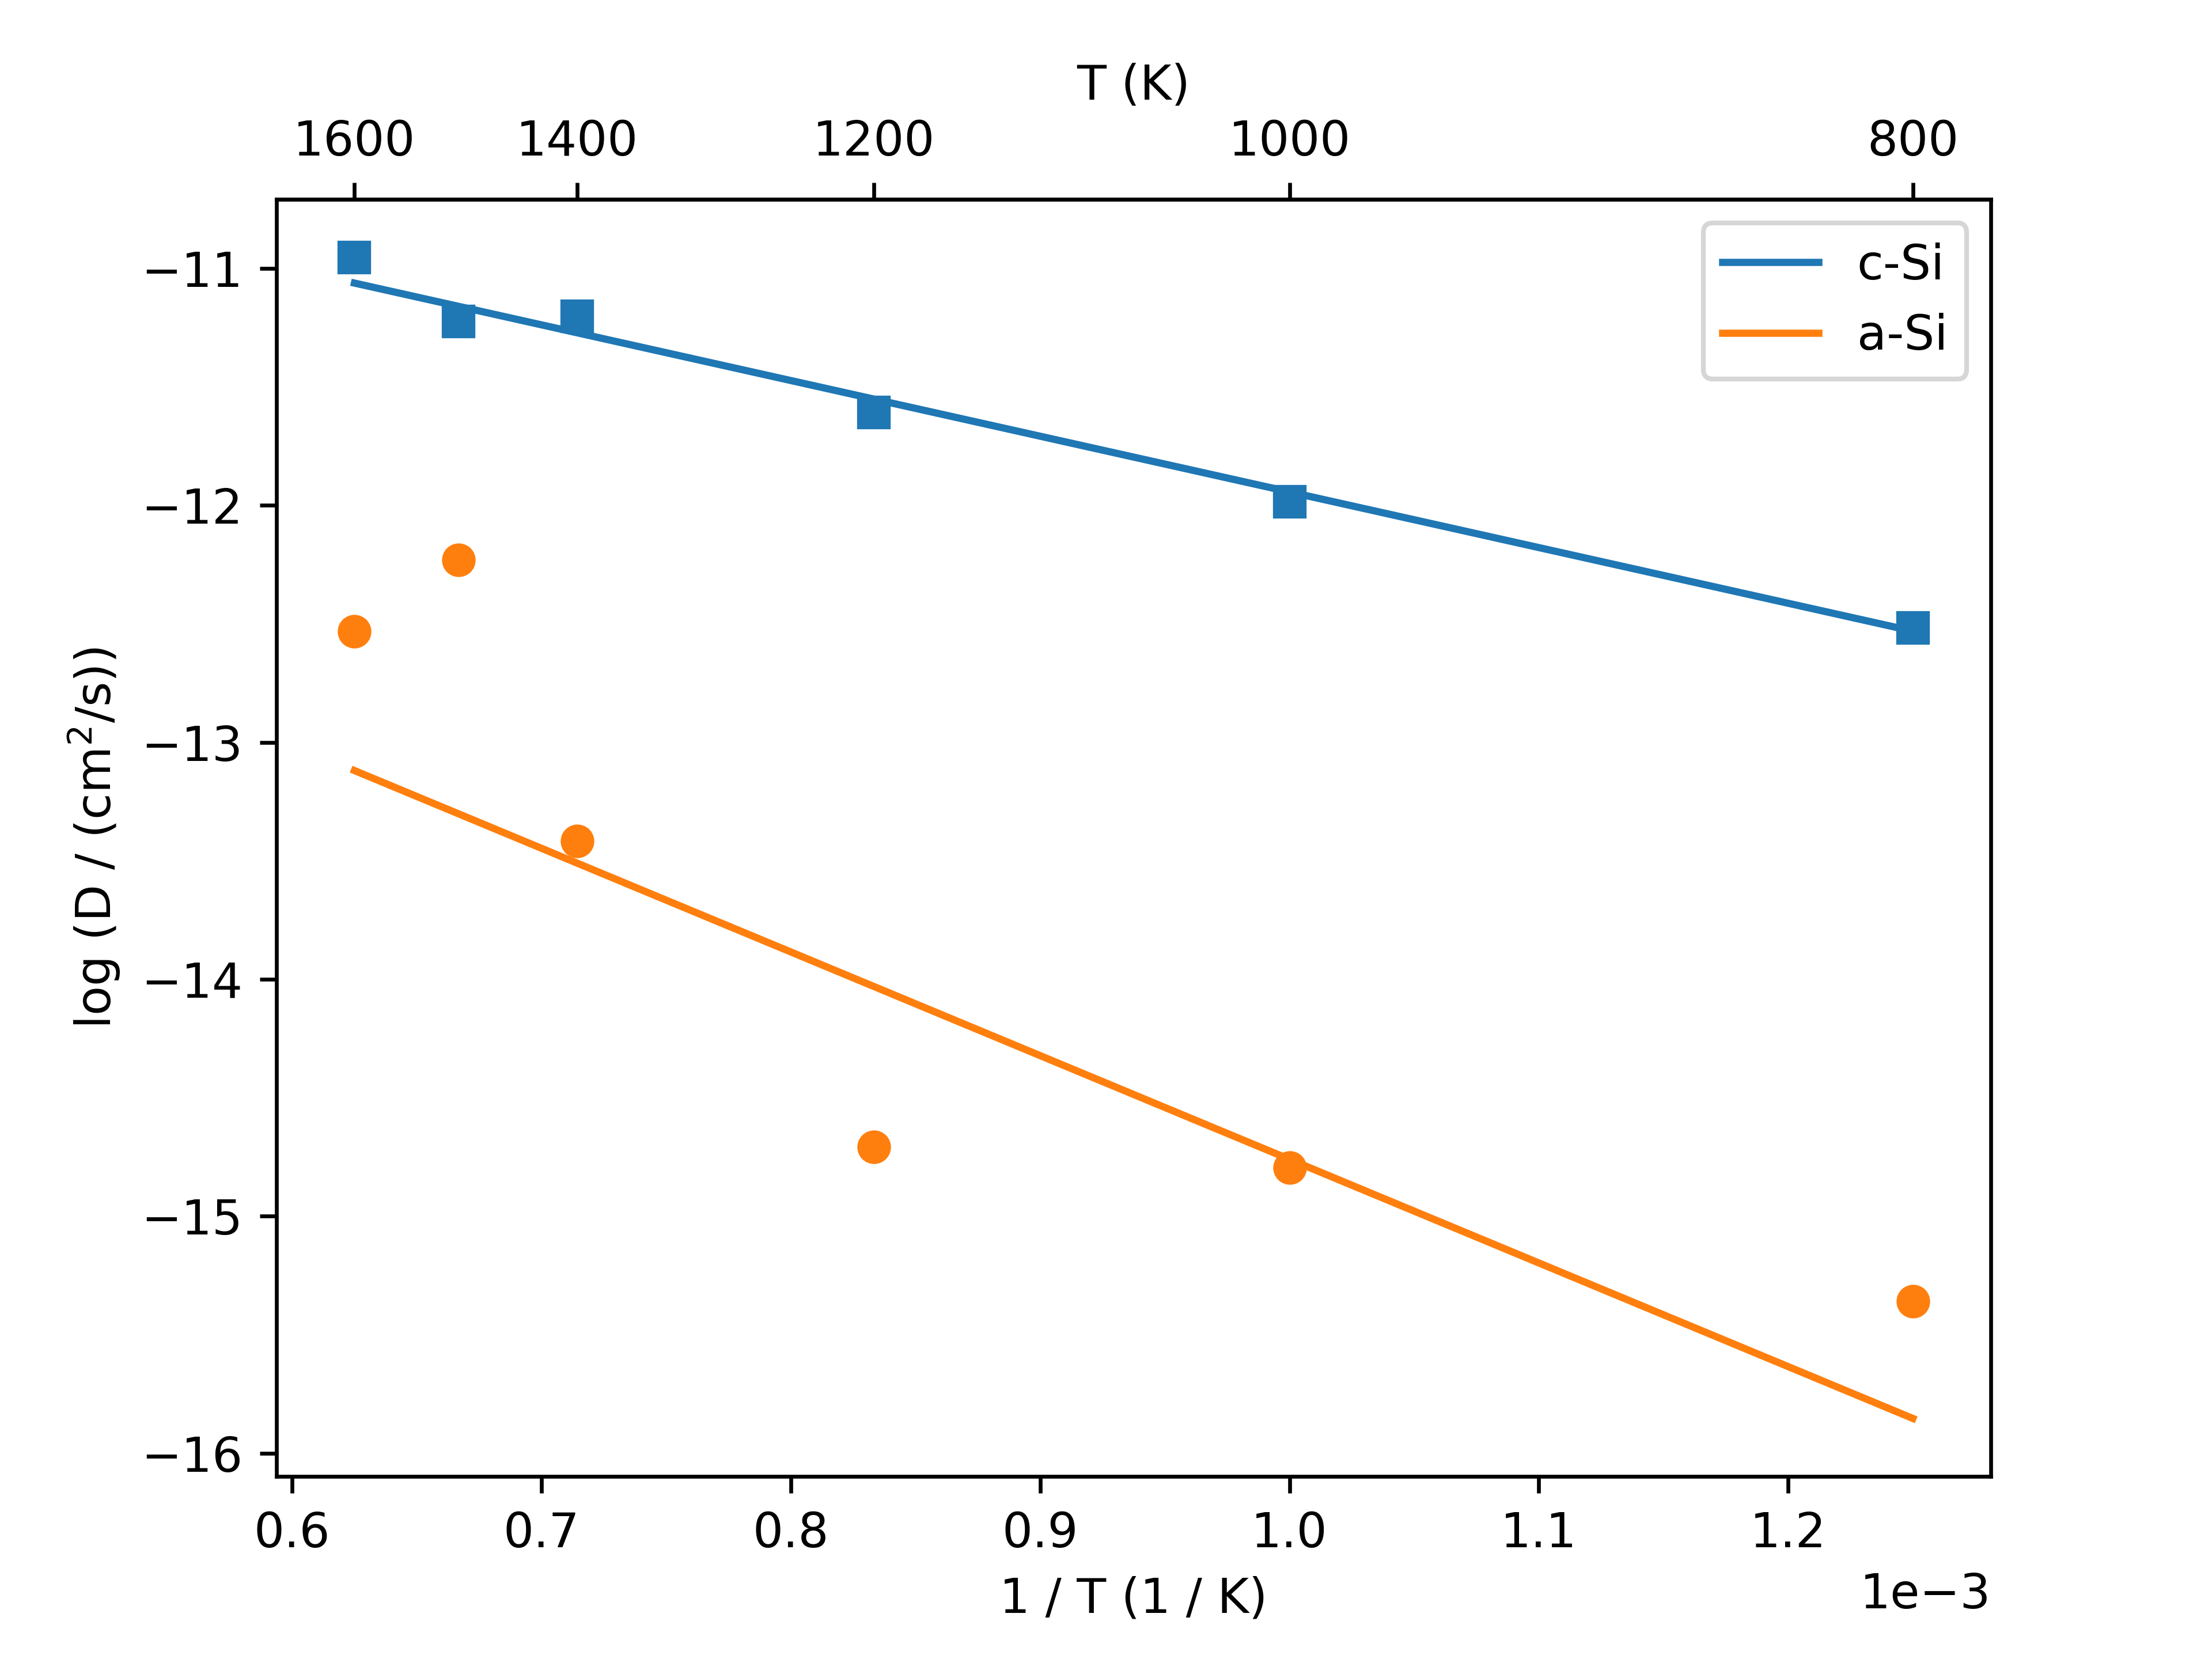 T (K)
1600 1400 1200 1000 800
c-Si
a-Si
−11
−12
−13
−14
−15
−16
log (D / (cm²/s))
0.6 0.7 0.8 0.9 1.0 1.1 1.2
1 / T (1 / K)
1e−3